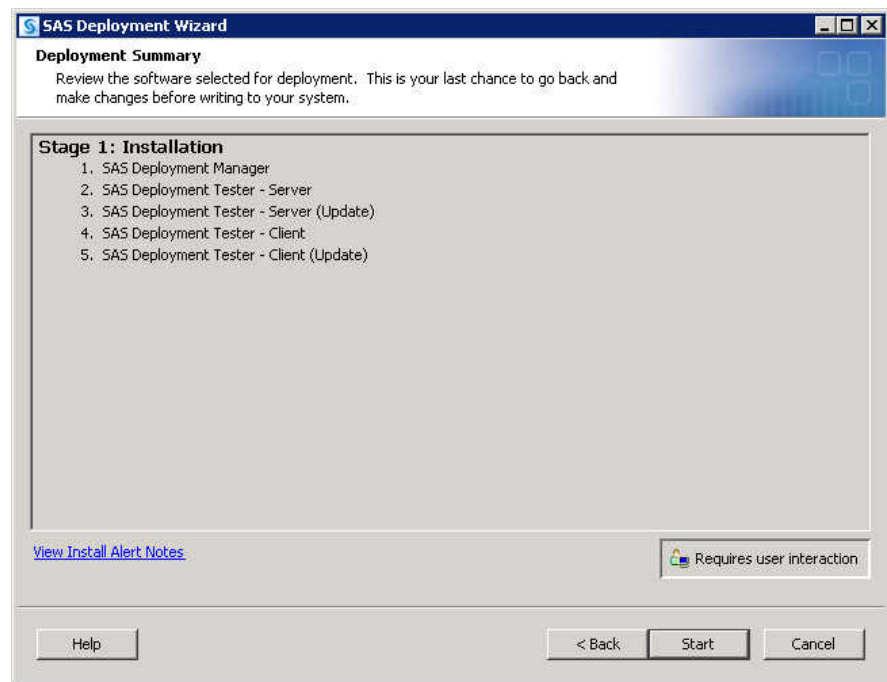 SAS Deployment Wizard
Deployment Summary
Review the software selected for deployment. This is your last chance to go back and
make changes before writing to your system.
Stage 1: Installation
1. SAS Deployment Manager
2. SAS Deployment Tester - Server
3. SAS Deployment Tester - Server (Update)
4. SAS Deployment Tester - Client
5. SAS Deployment Tester - Client (Update)
View Install Alert Notes
Requires user interaction
Help
< Back
Start
Cancel